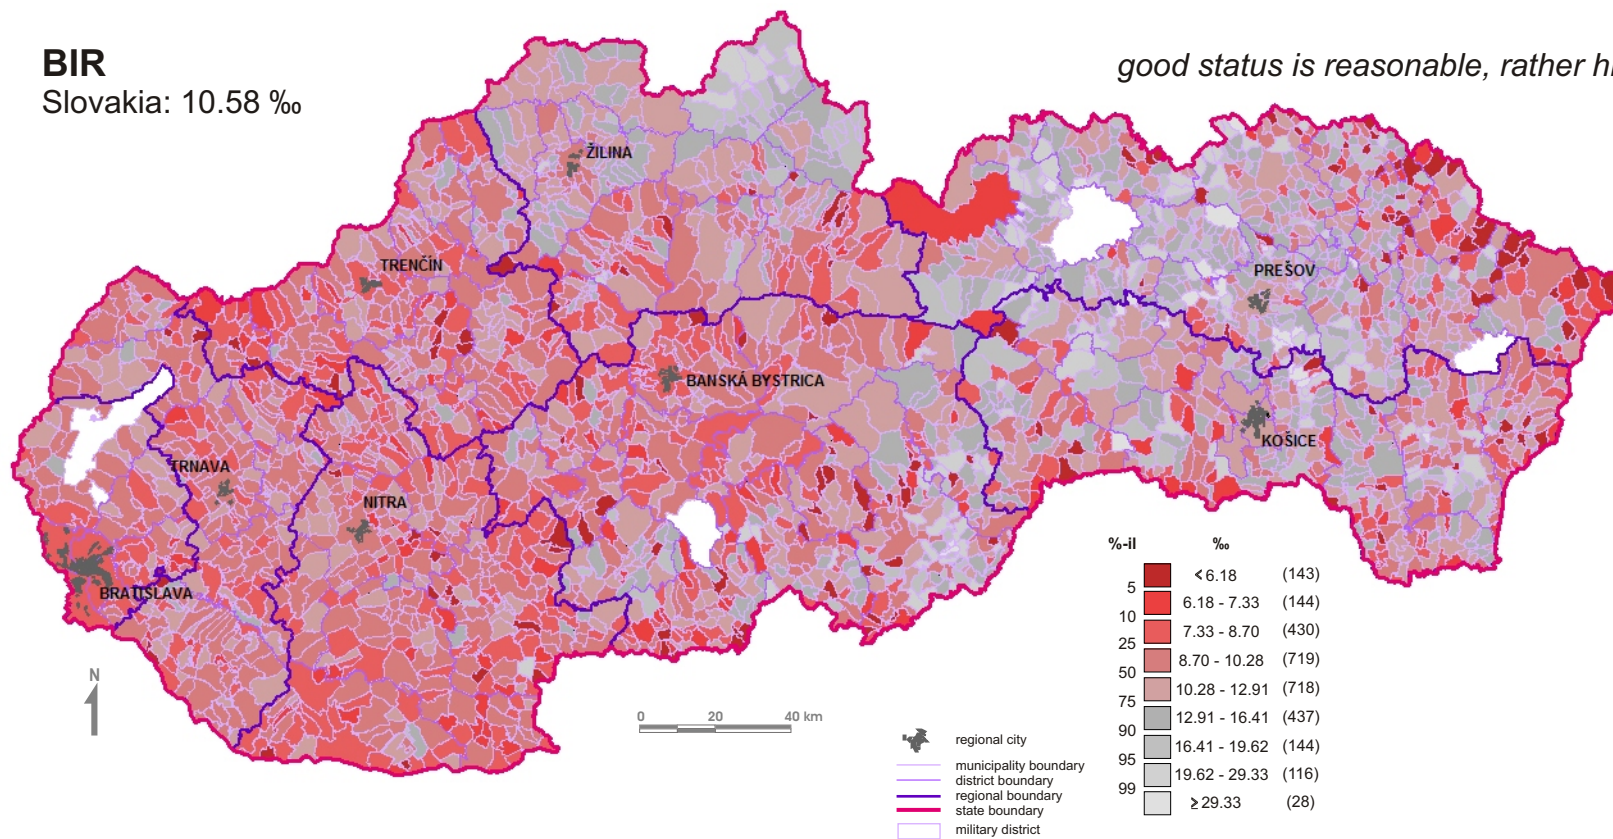 BIR
Slovakia: 10.58 ‰
good status is reasonable, rather
ŽILINA
TRENČÍN
PREŠOV
BANSKÁ BYSTRICA
KOŠICE
TRNAVA
NITRA
BRATISLAVA
N
0 20 40 km
regional city
municipality boundary
district boundary
regional boundary
state boundary
military district
%-il ‰
< 6.18 (143)
5
6.18 - 7.33 (144)
10
7.33 - 8.70 (430)
25
8.70 - 10.28 (719)
50
10.28 - 12.91 (718)
75
12.91 - 16.41 (437)
90
16.41 - 19.62 (144)
95
19.62 - 29.33 (116)
99
≥ 29.33 (28)